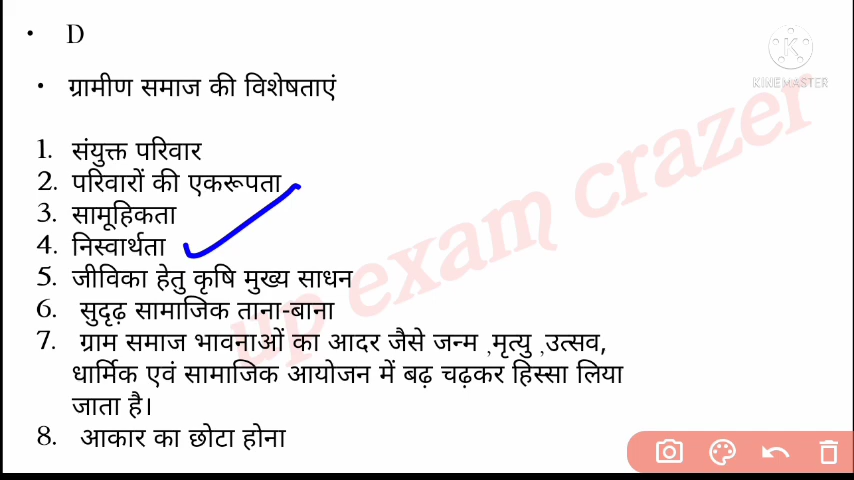 • D
• ग्रामीण समाज की विशेषताएं
KINEMASTER
1. संयुक्त परिवार
2. परिवारों की एकरूपता
3. सामूहिकता
4. निस्वार्थता
5. जीविका हेतु कृषि मुख्य साधन
6. सुदृढ़ सामाजिक ताना-बाना
7. ग्राम समाज भावनाओं का आदर जैसे जन्म ,मृत्यु ,उत्सव,
धार्मिक एवं सामाजिक आयोजन में बढ़ चढ़कर हिस्सा लिया
जाता है।
8. आकार का छोटा होना
up exam crazer